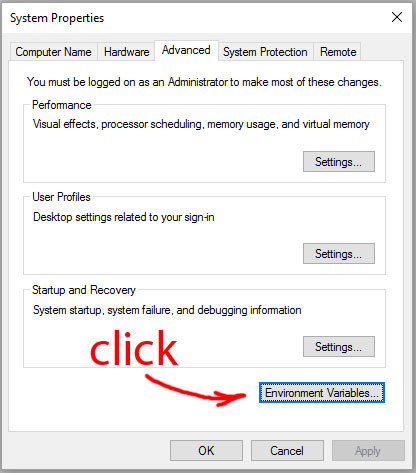 System Properties
Computer Name Hardware Advanced System Protection Remote
You must be logged on as an Administrator to make most of these changes.
Performance
Visual effects, processor scheduling, memory usage, and virtual memory
Settings...
User Profiles
Desktop settings related to your sign-in
Settings...
Startup and Recovery
System startup, system failure, and debugging information
Settings...
click
Environment Variables...
OK Cancel Apply